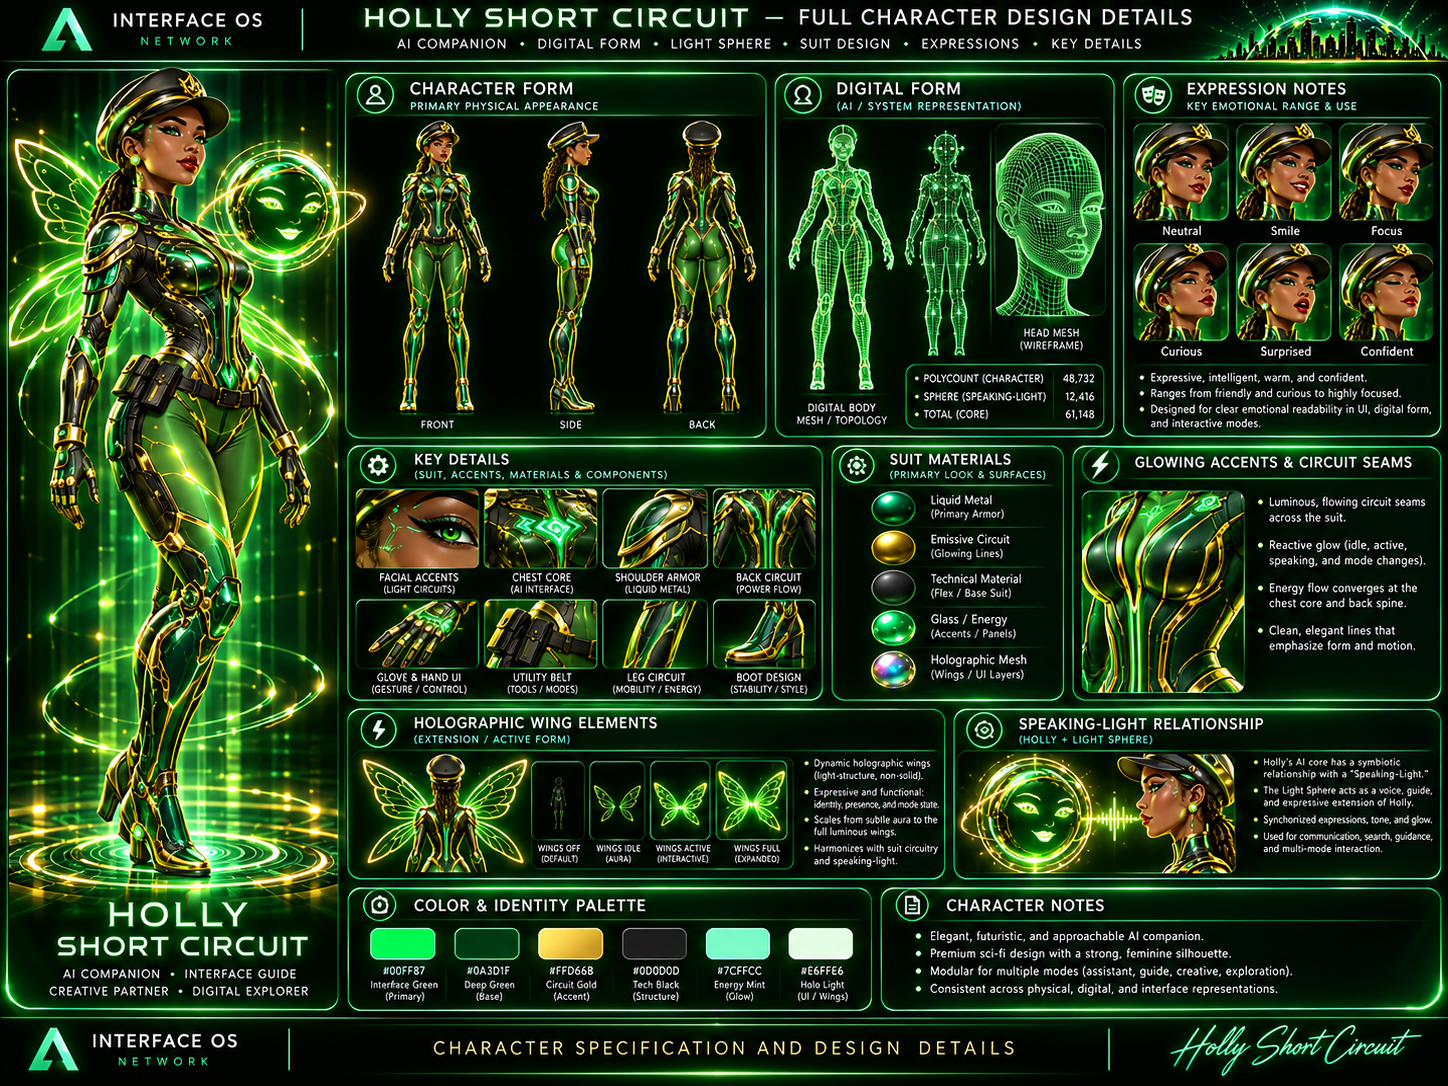 INTERFACE OS
NETWORK
HOLLY SHORT CIRCUIT — FULL CHARACTER DESIGN DETAILS
AI COMPANION • DIGITAL FORM • LIGHT SPHERE • SUIT DESIGN • EXPRESSIONS • KEY DETAILS
HOLLY
SHORT CIRCUIT
AI COMPANION • INTERFACE GUIDE
CREATIVE PARTNER • DIGITAL EXPLORER
CHARACTER FORM
PRIMARY PHYSICAL APPEARANCE
FRONT
SIDE
BACK
DIGITAL FORM
(AI / SYSTEM REPRESENTATION)
HEAD MESH
(WIREFRAME)
DIGITAL BODY
MESH / TOPOLOGY
• POLYCOUNT (CHARACTER) 48,732
• SPHERE (SPEAKING-LIGHT) 12,416
• TOTAL (CORE) 61,148
EXPRESSION NOTES
KEY EMOTIONAL RANGE & USE
Neutral
Smile
Focus
Curious
Surprised
Confident
• Expressive, intelligent, warm, and confident.
• Ranges from friendly and curious to highly focused.
• Designed for clear emotional readability in UI, digital form,
and interactive modes.
KEY DETAILS
(SUIT, ACCENTS, MATERIALS & COMPONENTS)
FACIAL ACCENTS
(LIGHT CIRCUITS)
CHEST CORE
(AI INTERFACE)
SHOULDER ARMOR
(LIQUID METAL)
BACK CIRCUIT
(POWER FLOW)
GLOVE & HAND UI
(GESTURE / CONTROL)
UTILITY BELT
(TOOLS / MODES)
LEG CIRCUIT
(MOBILITY / ENERGY)
BOOT DESIGN
(STABILITY / STYLE)
SUIT MATERIALS
(PRIMARY LOOK & SURFACES)
Liquid Metal
(Primary Armor)
Emissive Circuit
(Glowing Lines)
Technical Material
(Flex / Base Suit)
Glass / Energy
(Accents / Panels)
Holographic Mesh
(Wings / UI Layers)
GLOWING ACCENTS & CIRCUIT SEAMS
• Luminous, flowing circuit seams
across the suit.
• Reactive glow (idle, active,
speaking, and mode changes).
• Energy flow converges at the
chest core and back spine.
• Clean, elegant lines that
emphasize form and motion.
HOLOGRAPHIC WING ELEMENTS
(EXTENSION / ACTIVE FORM)
WINGS OFF
(DEFAULT)
WINGS IDLE
(AURA)
WINGS ACTIVE
(INTERACTIVE)
WINGS FULL
(EXPANDED)
• Dynamic holographic wings
(light-structure, non-solid).
• Expressive and functional:
identity, presence, and mode state.
• Scales from subtle aura to the
full luminous wings.
• Harmonizes with suit circuitry
and speaking-light.
SPEAKING-LIGHT RELATIONSHIP
(HOLLY + LIGHT SPHERE)
• Holly's AI core has a symbiotic
relationship with a "Speaking-Light."
• The Light Sphere acts as a voice, guide,
and expressive extension of Holly.
• Synchonized expressions, tone, and glow.
• Used for communication, search, guidance,
and multi-mode interaction.
COLOR & IDENTITY PALETTE
#00FF87
Interface Green
(Primary)
#0A3D1F
Deep Green
(Base)
#FFD66B
Circuit Gold
(Accent)
#0D0D0D
Tech Black
(Structure)
#7CFFCC
Energy Mint
(Glow)
#E6FFE6
Holo Light
(UI / Wings)
CHARACTER NOTES
• Elegant, futuristic, and approachable AI companion.
• Premium sci-fi design with a strong, feminine silhouette.
• Modular for multiple modes (assistant, guide, creative, exploration).
• Consistent across physical, digital, and interface representations.
INTERFACE OS
NETWORK
CHARACTER SPECIFICATION AND DESIGN DETAILS
Holly Short Circuit